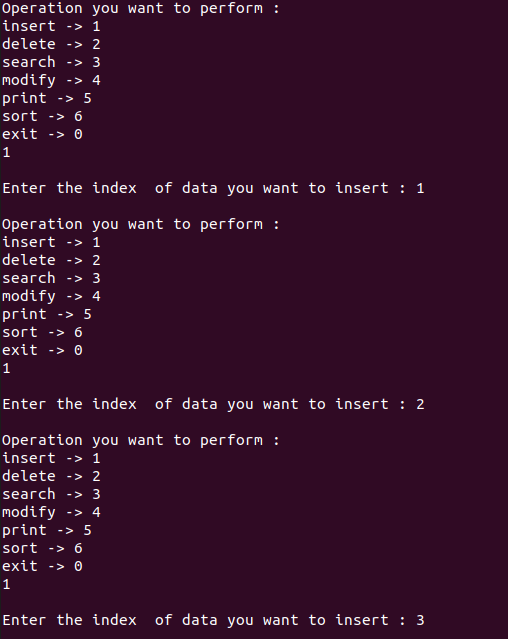 Operation you want to perform :
insert -> 1
delete -> 2
search -> 3
modify -> 4
print -> 5
sort -> 6
exit -> 0
1
Enter the index  of data you want to insert : 1
Operation you want to perform :
insert -> 1
delete -> 2
search -> 3
modify -> 4
print -> 5
sort -> 6
exit -> 0
1
Enter the index  of data you want to insert : 2
Operation you want to perform :
insert -> 1
delete -> 2
search -> 3
modify -> 4
print -> 5
sort -> 6
exit -> 0
1
Enter the index  of data you want to insert : 3